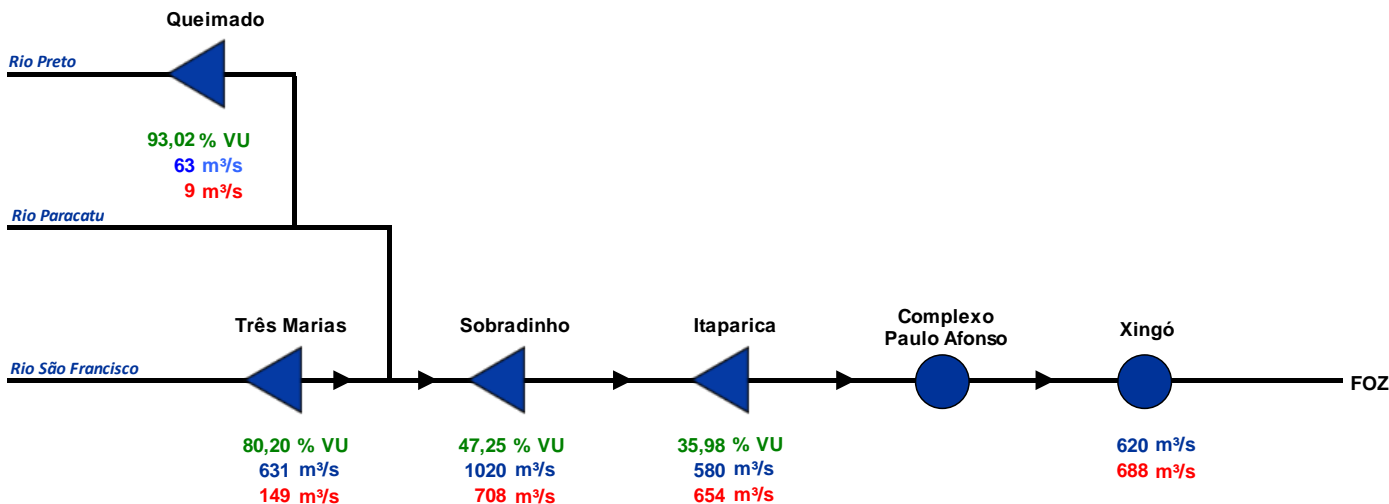 Queimado
Rio Preto
93,02 % VU
63 m³/s
9 m³/s
Rio Paracatu
Três Marias
Sobradinho
Itaparica
Complexo
Paulo Afonso
Xingó
Rio São Francisco
FOZ
80,20 % VU
631 m³/s
149 m³/s
47,25 % VU
1020 m³/s
708 m³/s
35,98 % VU
580 m³/s
654 m³/s
620 m³/s
688 m³/s